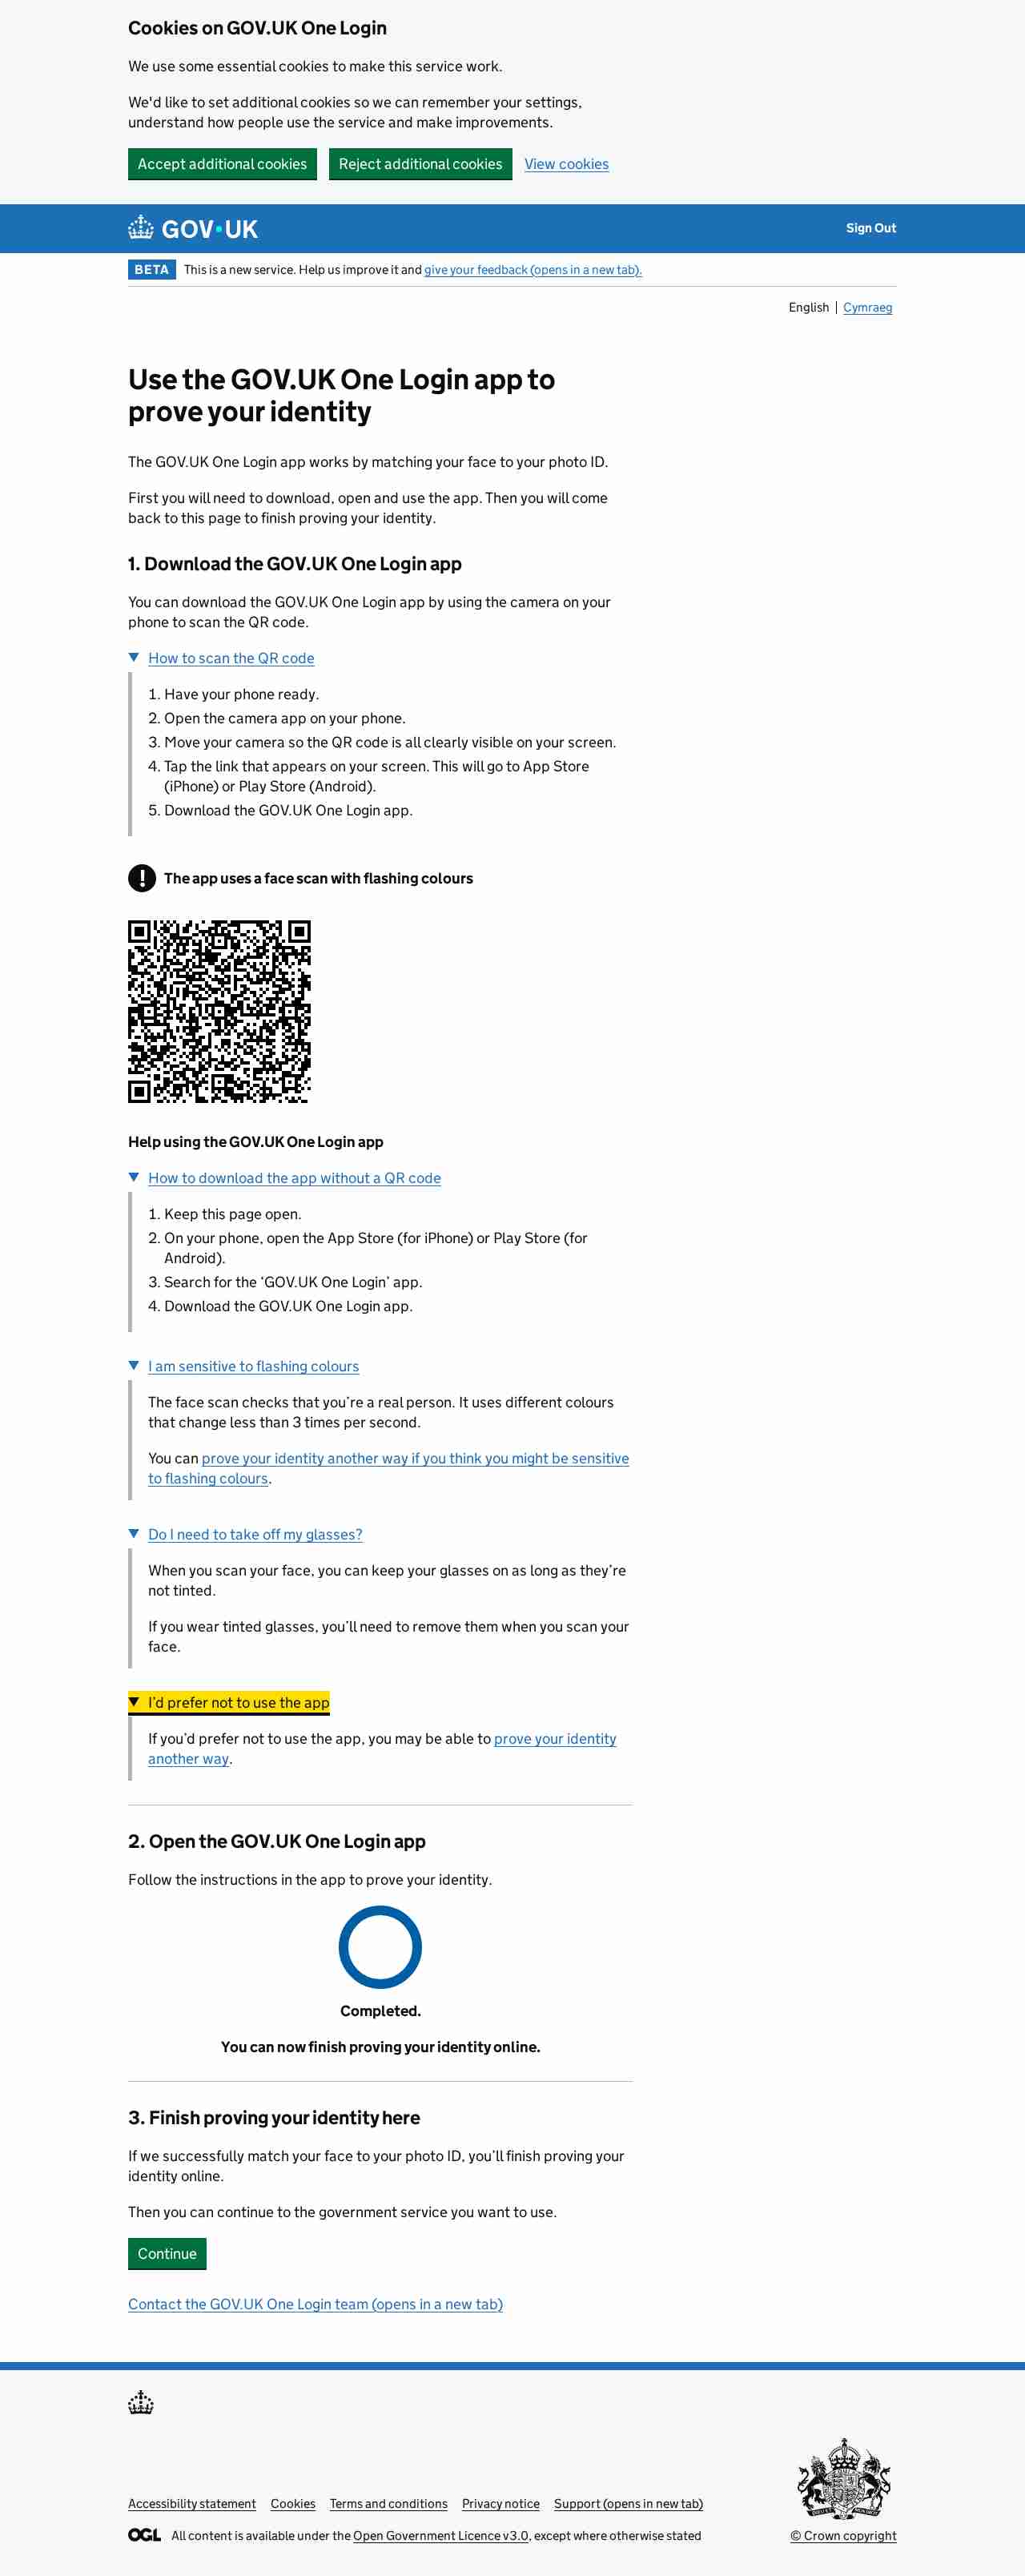 Cookies on GOV.UK One Login
We use some essential cookies to make this service work.
We'd like to set additional cookies so we can remember your settings,
understand how people use the service and make improvements.
Accept additional cookies Reject additional cookies View cookies
GOV·UK Sign Out
BETA This is a new service. Help us improve it and give your feedback (opens in a new tab).
English | Cymraeg
Use the GOV.UK One Login app to
prove your identity
The GOV.UK One Login app works by matching your face to your photo ID.
First you will need to download, open and use the app. Then you will come
back to this page to finish proving your identity.
1. Download the GOV.UK One Login app
You can download the GOV.UK One Login app by using the camera on your
phone to scan the QR code.
How to scan the QR code
1. Have your phone ready.
2. Open the camera app on your phone.
3. Move your camera so the QR code is all clearly visible on your screen.
4. Tap the link that appears on your screen. This will go to App Store
(iPhone) or Play Store (Android).
5. Download the GOV.UK One Login app.
! The app uses a face scan with flashing colours
Help using the GOV.UK One Login app
How to download the app without a QR code
1. Keep this page open.
2. On your phone, open the App Store (for iPhone) or Play Store (for
Android).
3. Search for the ‘GOV.UK One Login’ app.
4. Download the GOV.UK One Login app.
I am sensitive to flashing colours
The face scan checks that you’re a real person. It uses different colours
that change less than 3 times per second.
You can prove your identity another way if you think you might be sensitive
to flashing colours.
Do I need to take off my glasses?
When you scan your face, you can keep your glasses on as long as they’re
not tinted.
If you wear tinted glasses, you’ll need to remove them when you scan your
face.
I’d prefer not to use the app
If you’d prefer not to use the app, you may be able to prove your identity
another way.
2. Open the GOV.UK One Login app
Follow the instructions in the app to prove your identity.
Completed.
You can now finish proving your identity online.
3. Finish proving your identity here
If we successfully match your face to your photo ID, you’ll finish proving your
identity online.
Then you can continue to the government service you want to use.
Continue
Contact the GOV.UK One Login team (opens in a new tab)
Accessibility statement Cookies Terms and conditions Privacy notice Support (opens in new tab)
OGL All content is available under the Open Government Licence v3.0, except where otherwise stated
© Crown copyright